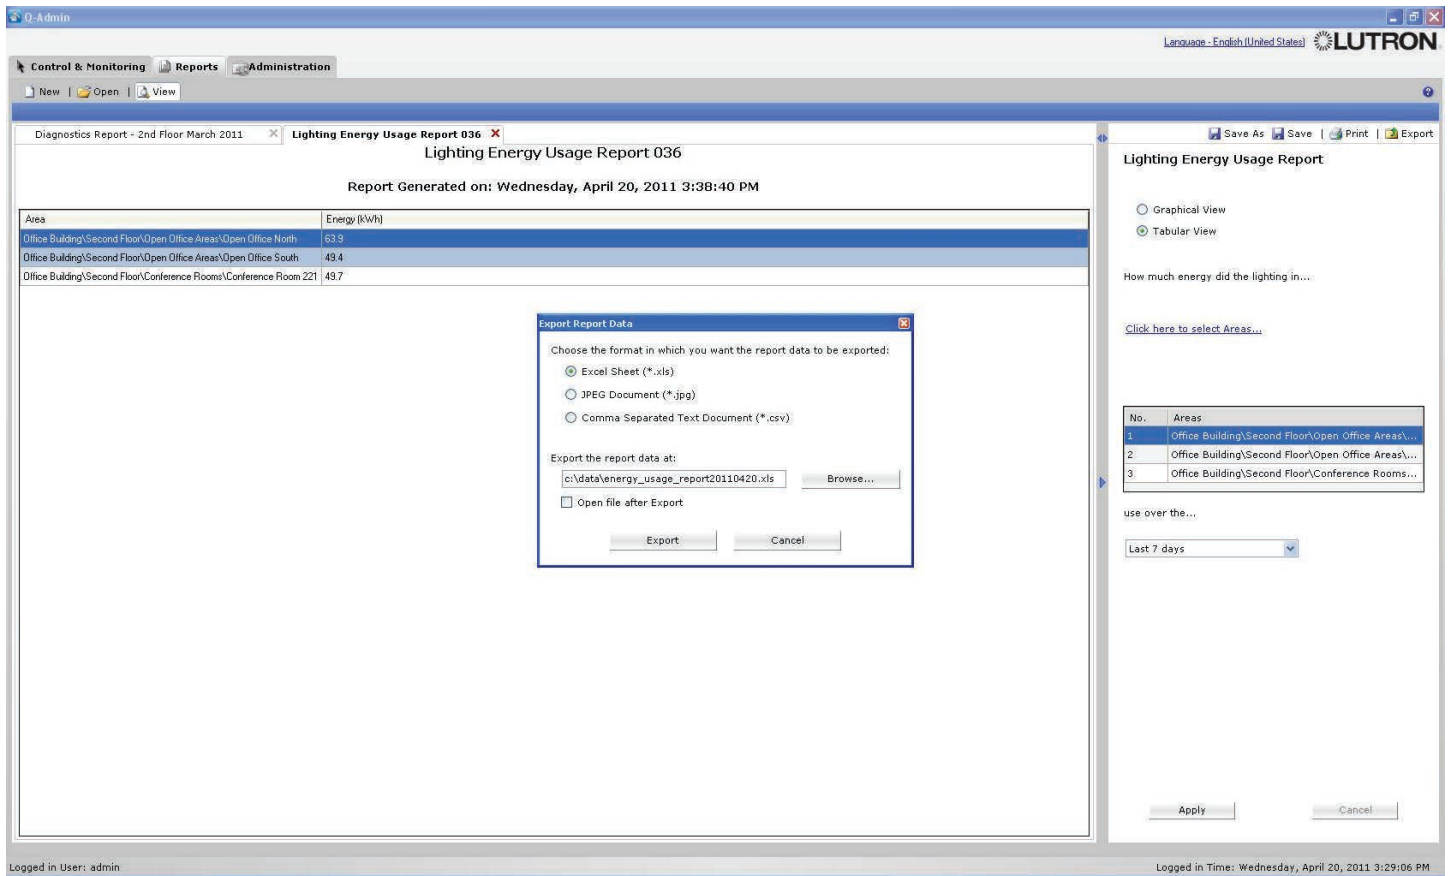 Q-Admin
Language - English (United States) LUTRON
Control & Monitoring Reports Administration
New | Open | View
Diagnostics Report - 2nd Floor March 2011 Lighting Energy Usage Report 036
Save As Save | Print | Export
Lighting Energy Usage Report 036
Report Generated on: Wednesday, April 20, 2011 3:38:40 PM
Area Energy (kWh)
Office Building\Second Floor\Open Office Areas\Open Office North 63.9
Office Building\Second Floor\Open Office Areas\Open Office South 49.4
Office Building\Second Floor\Conference Rooms\Conference Room 221 49.7
Export Report Data
Choose the format in which you want the report data to be exported:
Excel Sheet (*.xls)
JPEG Document (*.jpg)
Comma Separated Text Document (*.csv)
Export the report data at:
c:\data\energy_usage_report20110420.xls Browse...
Open file after Export
Export Cancel
Lighting Energy Usage Report
Graphical View
Tabular View
How much energy did the lighting in...
Click here to select Areas...
No. Areas
1 Office Building\Second Floor\Open Office Areas\...
2 Office Building\Second Floor\Open Office Areas\...
3 Office Building\Second Floor\Conference Rooms...
use over the...
Last 7 days
Apply Cancel
Logged in User: admin
Logged in Time: Wednesday, April 20, 2011 3:29:06 PM